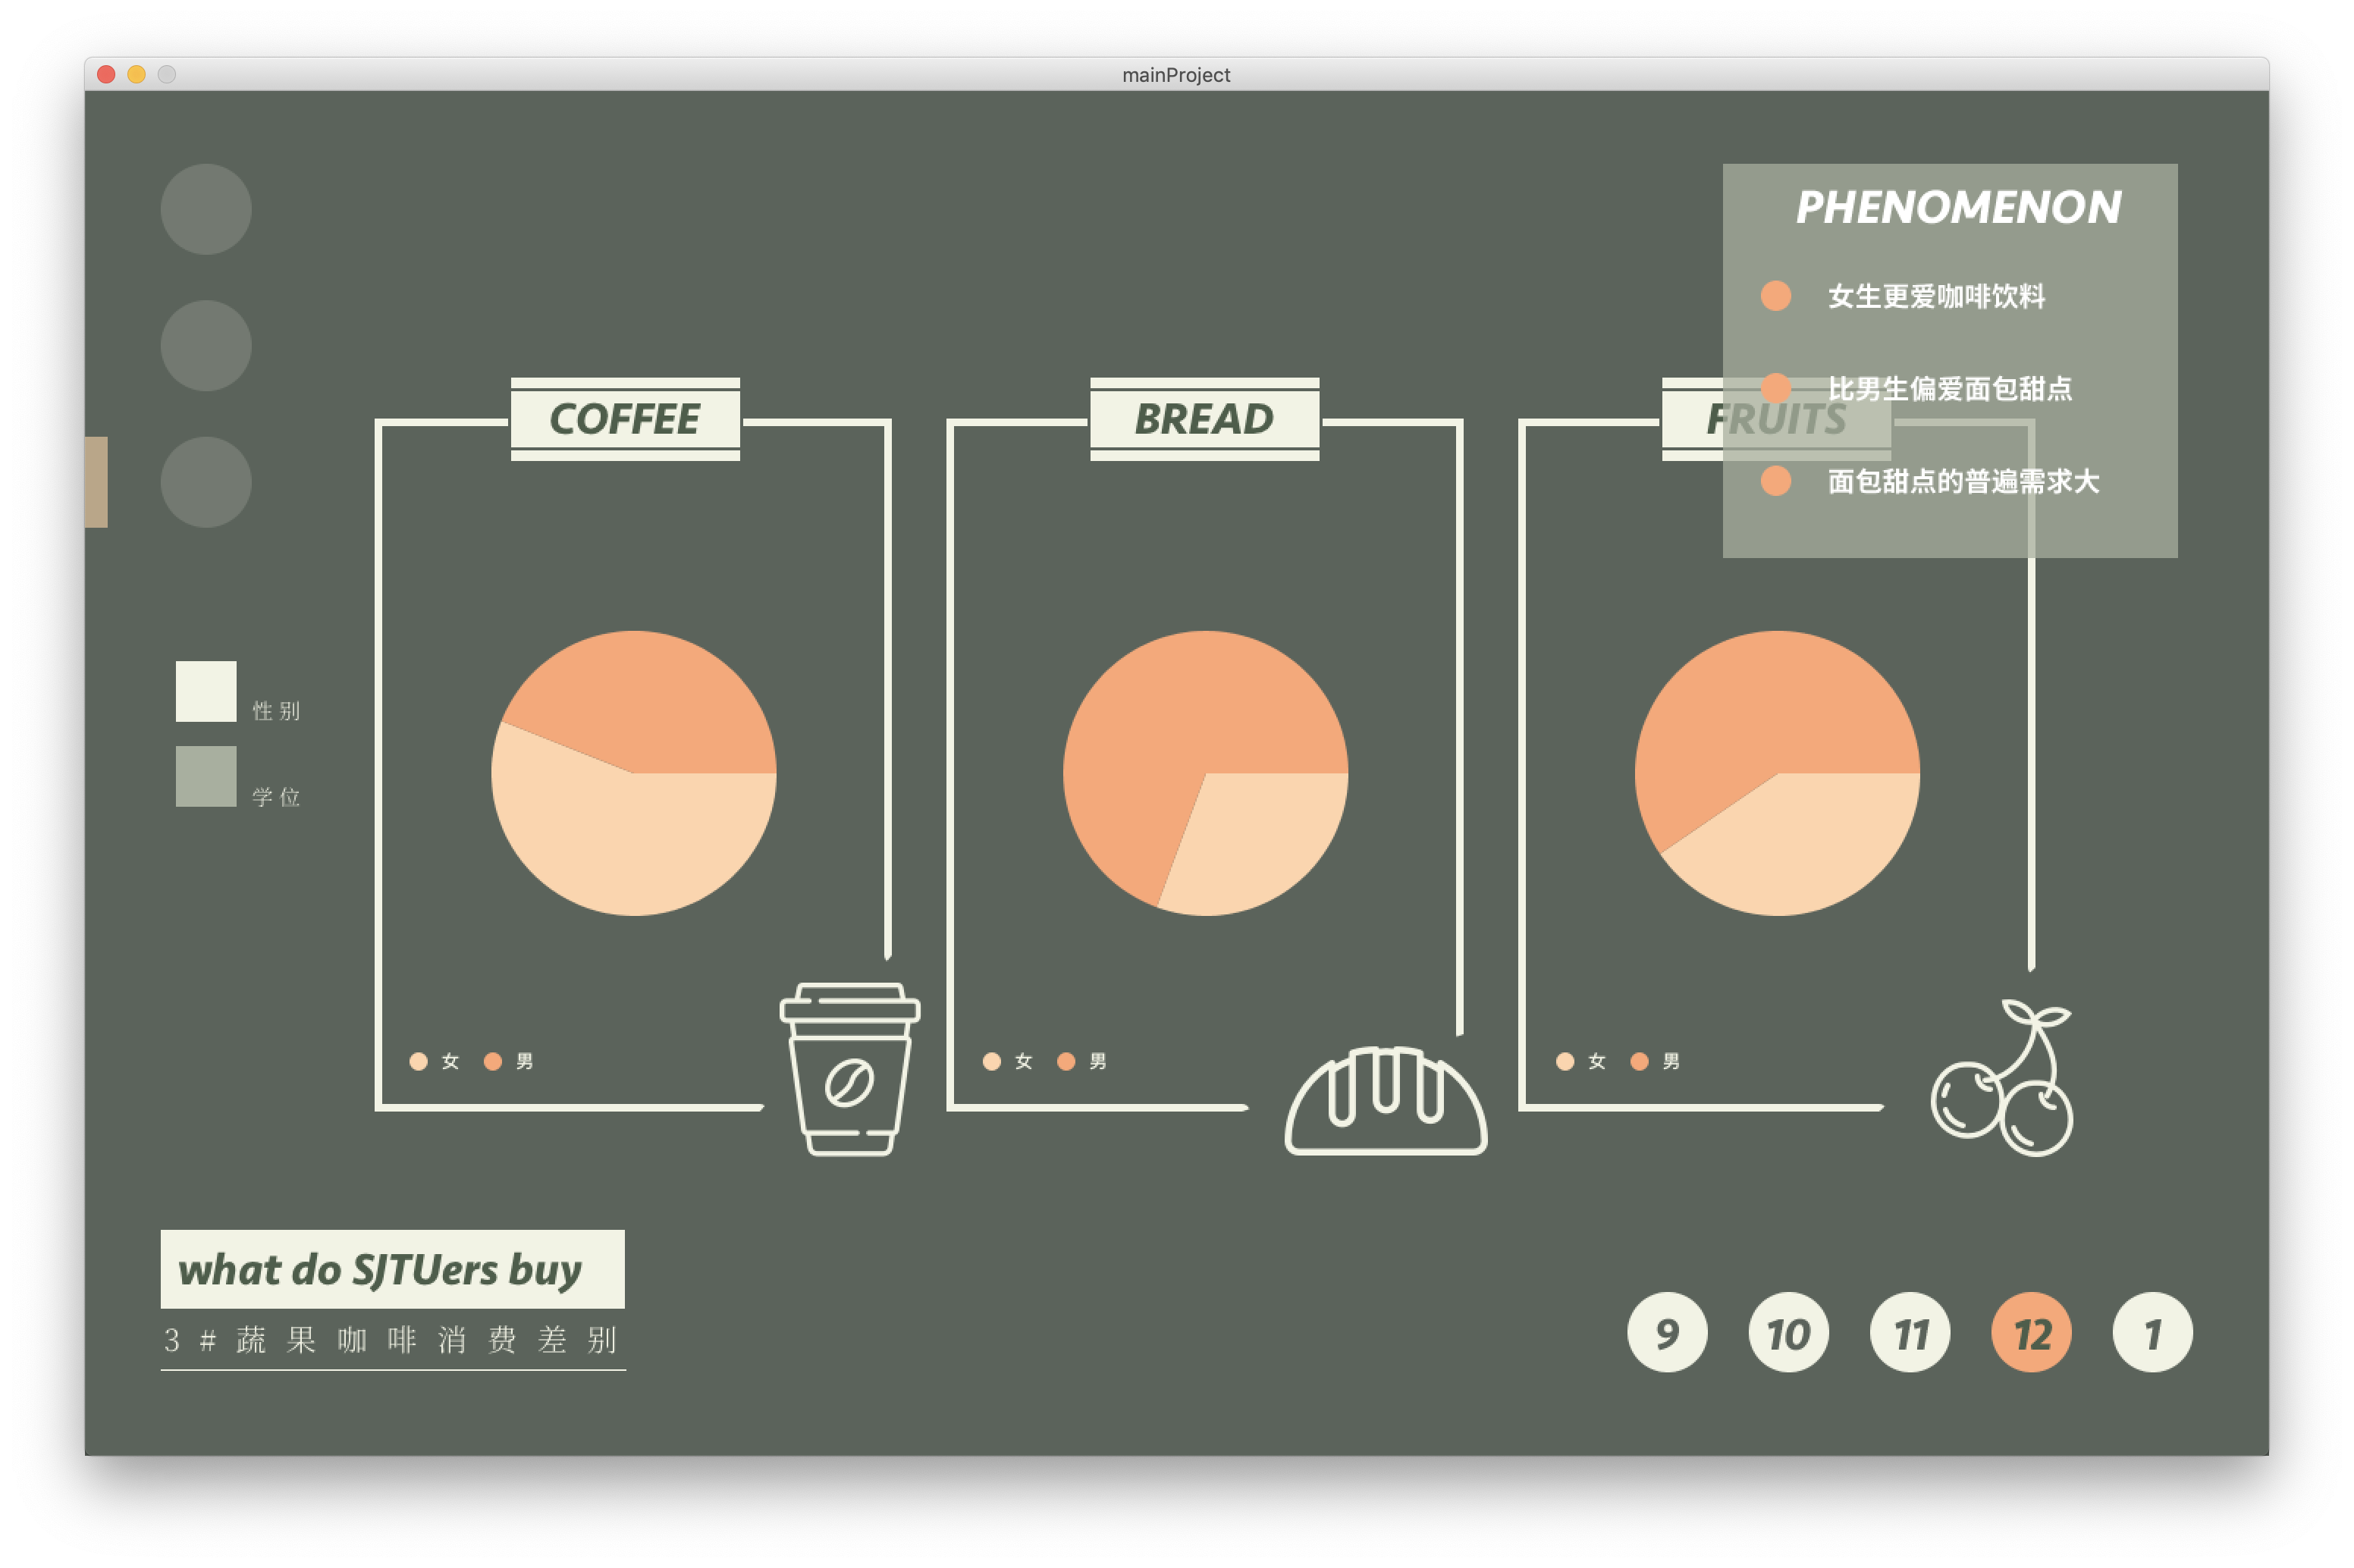 mainProject
PHENOMENON
女生更爱咖啡饮料
比男生偏爱面包甜点
面包甜点的普遍需求大
COFFEE
BREAD
FRUITS
性别
学位
女 男
女 男
女 男
what do SJTUers buy
3#蔬果咖啡消费差别
9 10 11 12 1